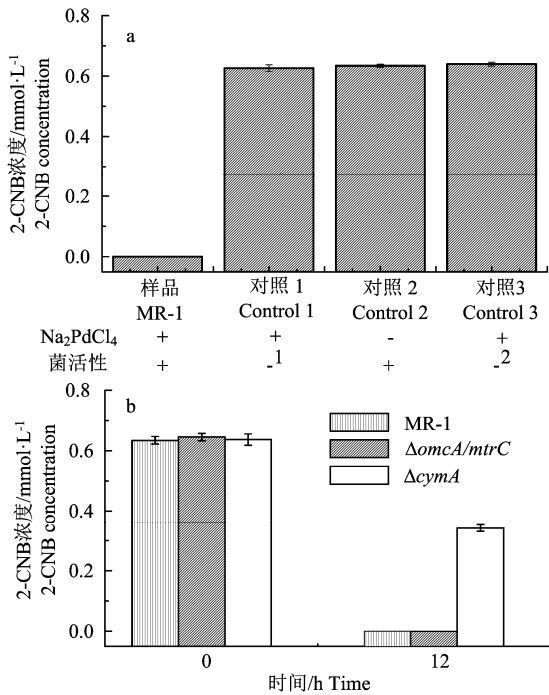 a
2-CNB浓度/mmol·L-1
2-CNB concentration
0.6
0.4
0.2
0.0
样品 对照 1 对照 2 对照3
MR-1 Control 1 Control 2 Control 3
Na2PdCl4 + + - +
菌活性 + -1 + -2
b
2-CNB浓度/mmol·L-1
2-CNB concentration
0.8
0.6
0.4
0.2
0.0
MR-1
ΔomcA/mtrC
ΔcymA
0 12
时间/h Time